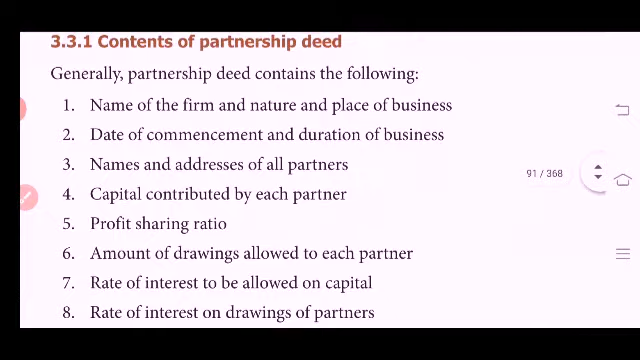 3.3.1 Contents of partnership deed
Generally, partnership deed contains the following:
1. Name of the firm and nature and place of business
2. Date of commencement and duration of business
3. Names and addresses of all partners
91 / 368
4. Capital contributed by each partner
5. Profit sharing ratio
6. Amount of drawings allowed to each partner
7. Rate of interest to be allowed on capital
8. Rate of interest on drawings of partners